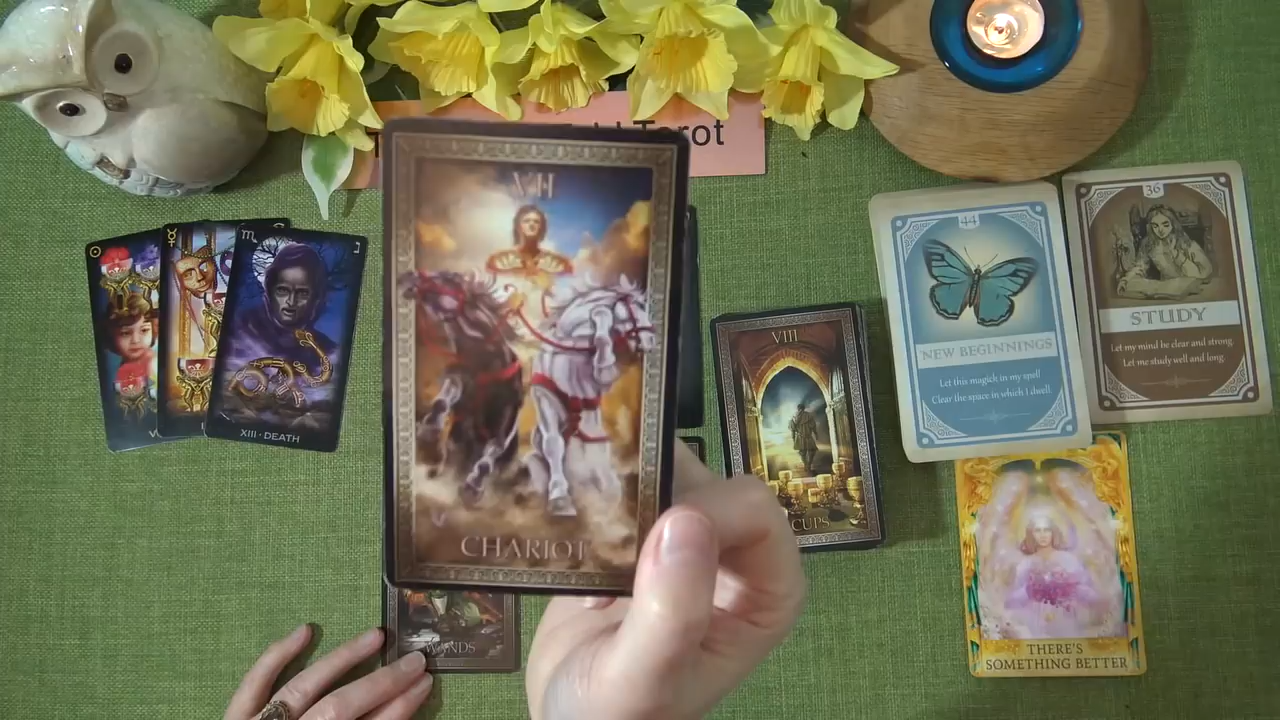 Tarot
VII
CHARIOT
XIII · DEATH
VIII
CUPS
WANDS
44
NEW BEGINNINGS
Let this magick in my spell
Clear the space in which I dwell.
36
STUDY
Let my mind be clear and strong.
Let me study well and long.
THERE'S
SOMETHING BETTER